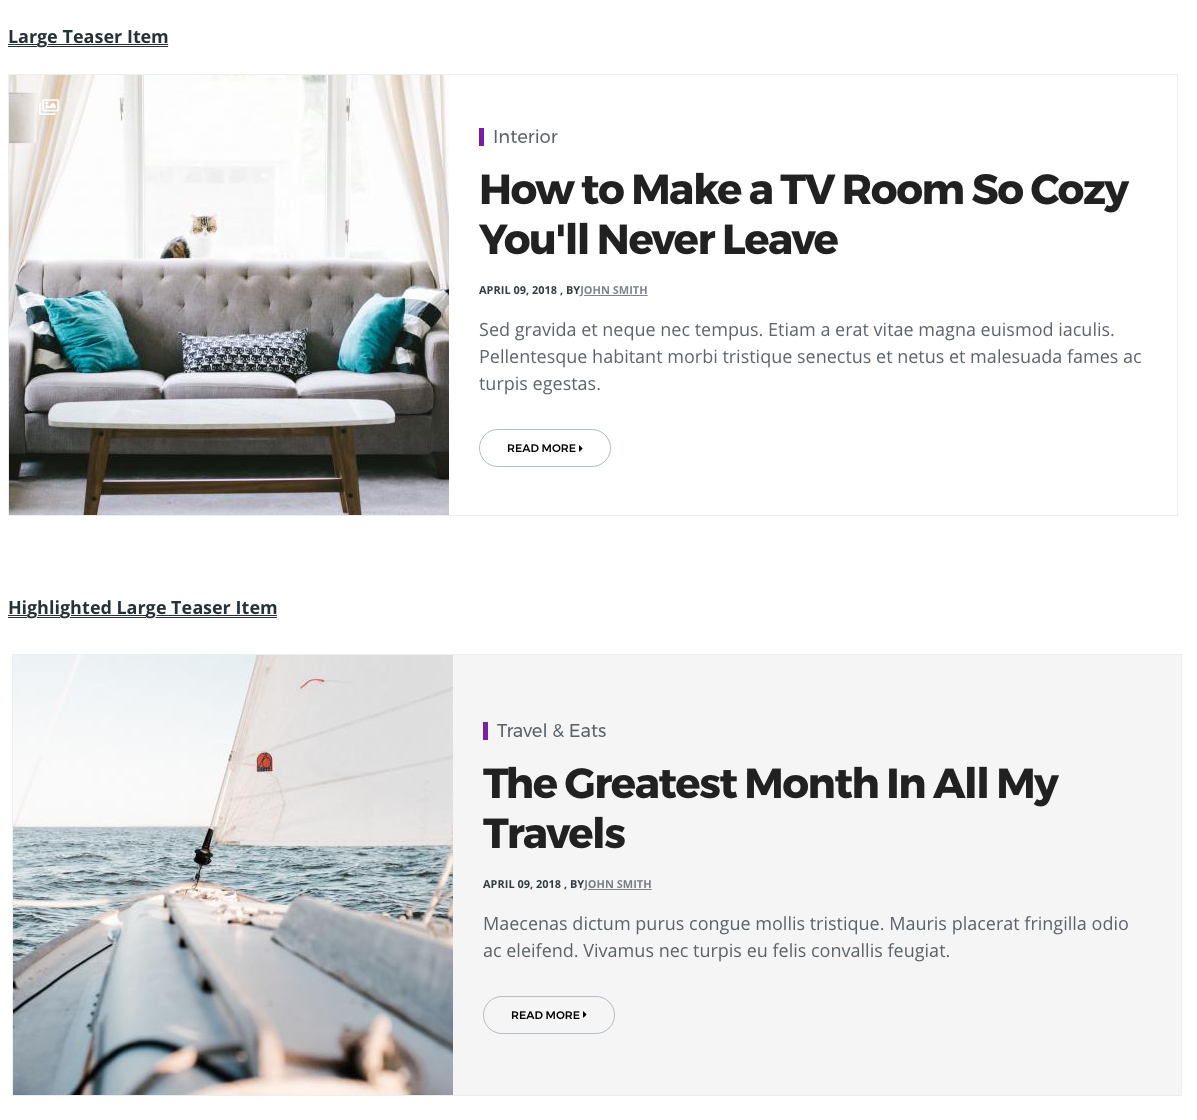 Large Teaser Item
Interior
How to Make a TV Room So Cozy
You'll Never Leave
APRIL 09, 2018 , BYJOHN SMITH
Sed gravida et neque nec tempus. Etiam a erat vitae magna euismod iaculis.
Pellentesque habitant morbi tristique senectus et netus et malesuada fames ac
turpis egestas.
READ MORE
Highlighted Large Teaser Item
Travel & Eats
The Greatest Month In All My
Travels
APRIL 09, 2018 , BYJOHN SMITH
Maecenas dictum purus congue mollis tristique. Mauris placerat fringilla odio
ac eleifend. Vivamus nec turpis eu felis convallis feugiat.
READ MORE